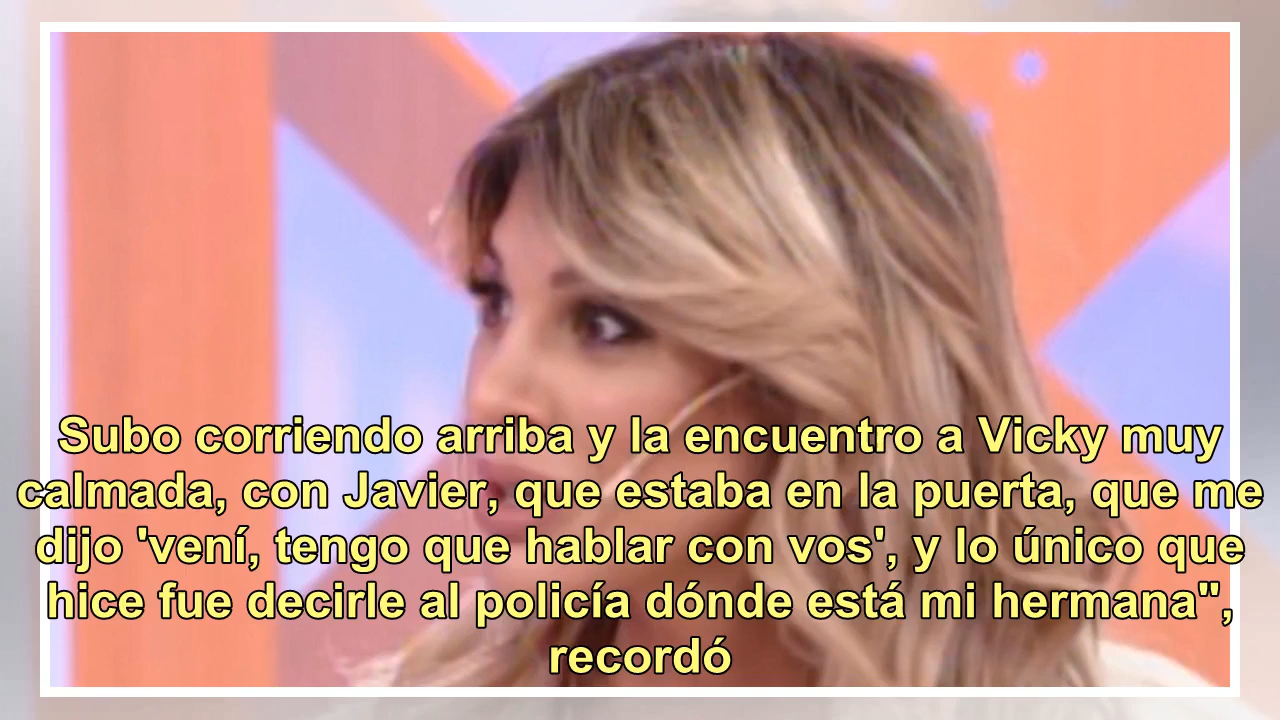 Subo corriendo arriba y la encuentro a Vicky muy
calmada, con Javier, que estaba en la puerta, que me
dijo 'vení, tengo que hablar con vos', y lo único que
hice fue decirle al policía dónde está mi hermana",
recordó